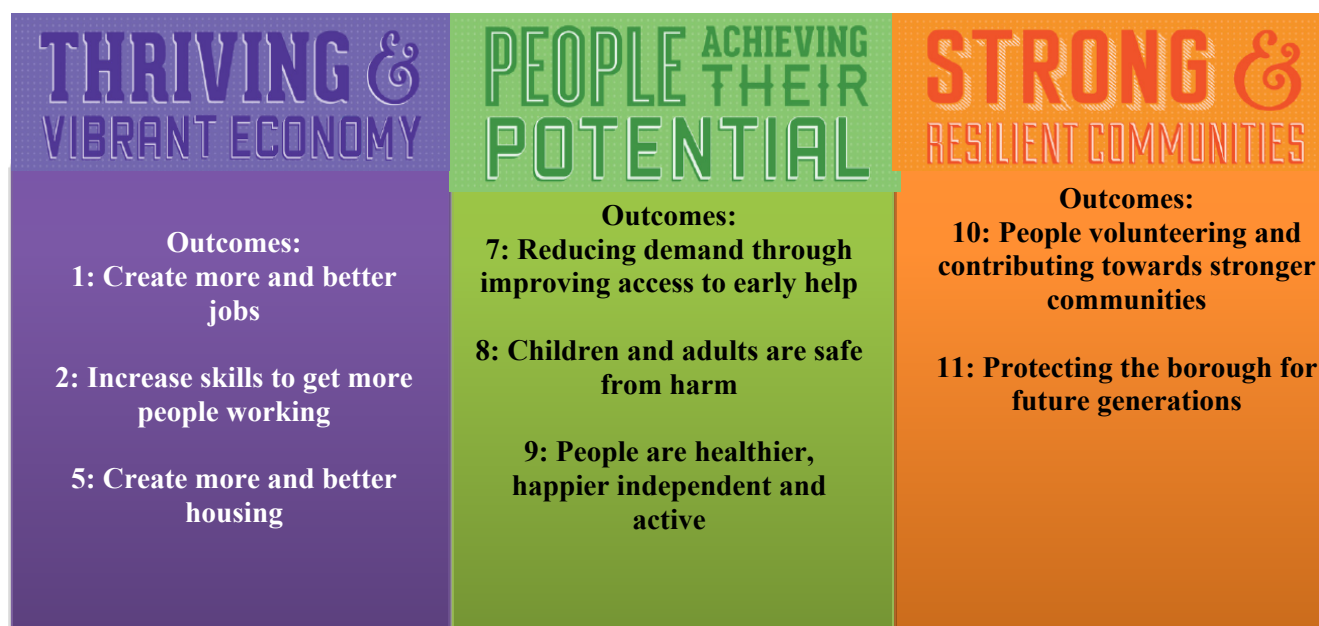 THRIVING &
VIBRANT ECONOMY
Outcomes:
1: Create more and better
jobs
2: Increase skills to get more
people working
5: Create more and better
housing
PEOPLE ACHIEVING
THEIR
POTENTIAL
Outcomes:
7: Reducing demand through
improving access to early help
8: Children and adults are safe
from harm
9: People are healthier,
happier independent and
active
STRONG &
RESILIENT COMMUNITIES
Outcomes:
10: People volunteering and
contributing towards stronger
communities
11: Protecting the borough for
future generations